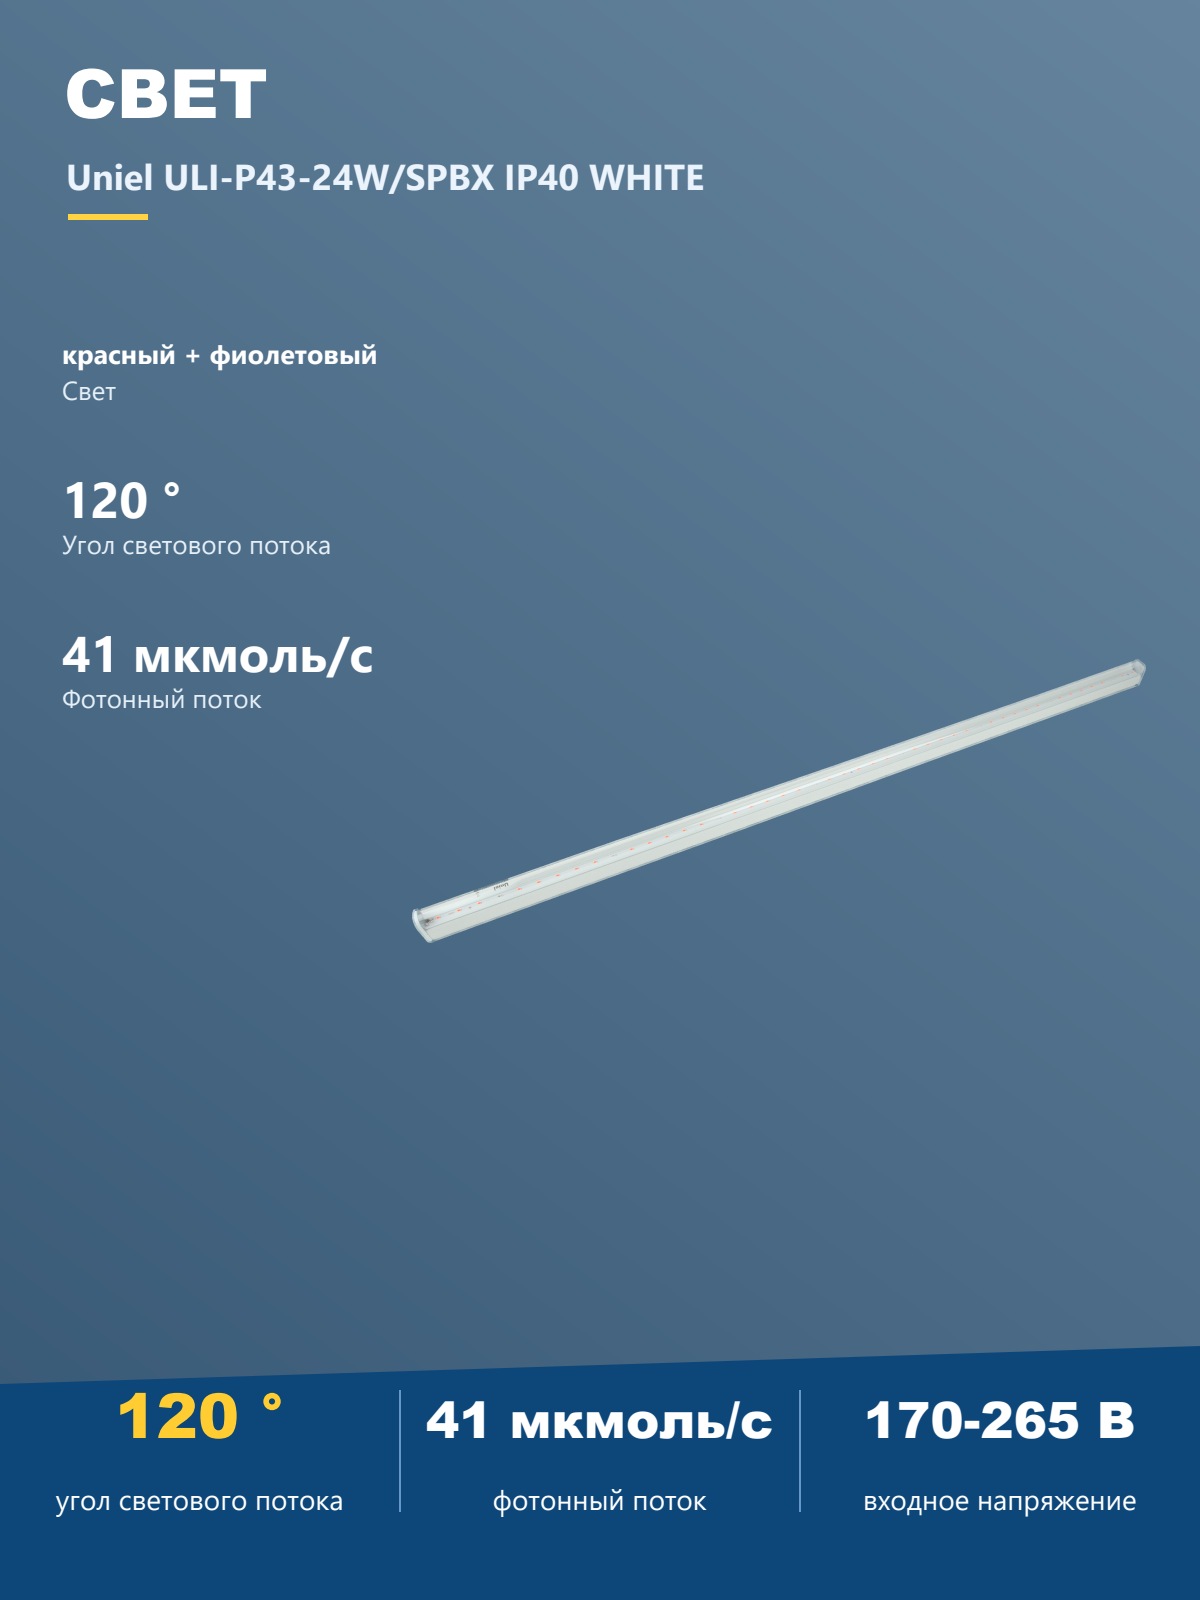 СВЕТ
Uniel ULI-P43-24W/SPBX IP40 WHITE
красный + фиолетовый
Свет
120 °
Угол светового потока
41 мкмоль/с
Фотонный поток
Uniel
120 °
угол светового потока
41 мкмоль/с
фотонный поток
170-265 В
входное напряжение